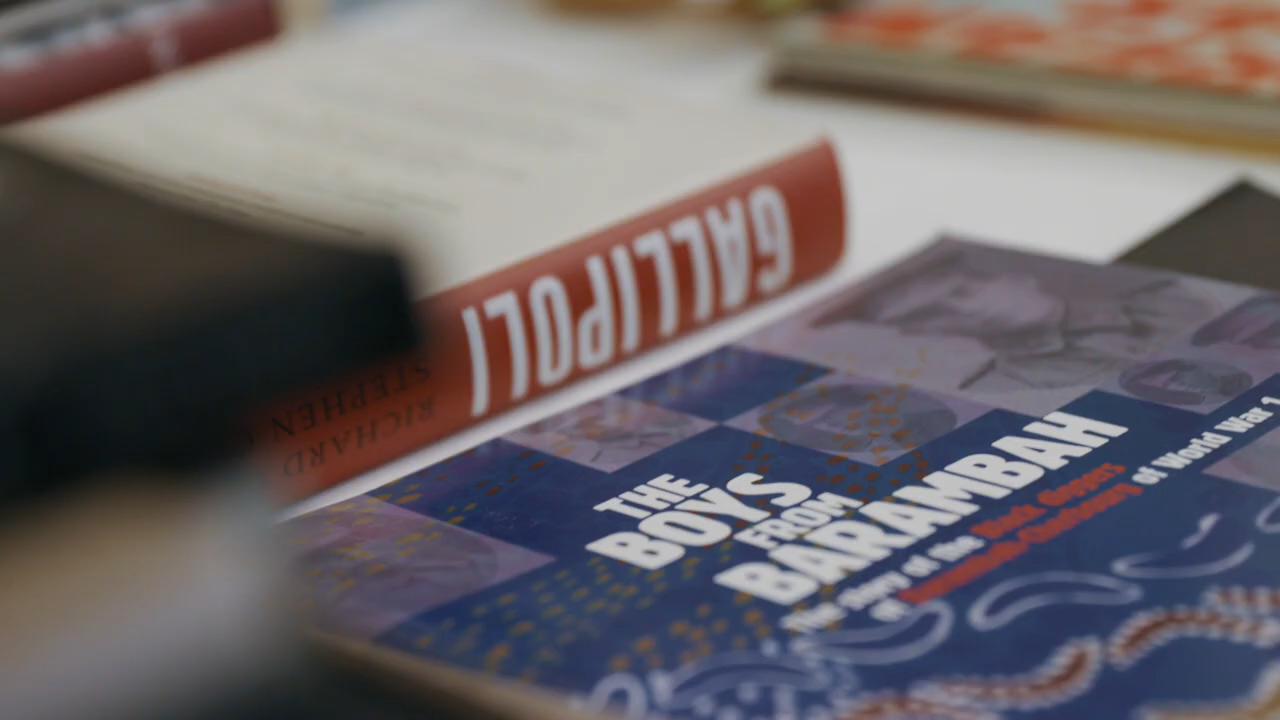 GALLIPOLI
RICHARD
STEPHEN
THE
BOYS
FROM
BARAMBAH
The story of the Black Diggers
of Barambah-Cherbourg of World War 1